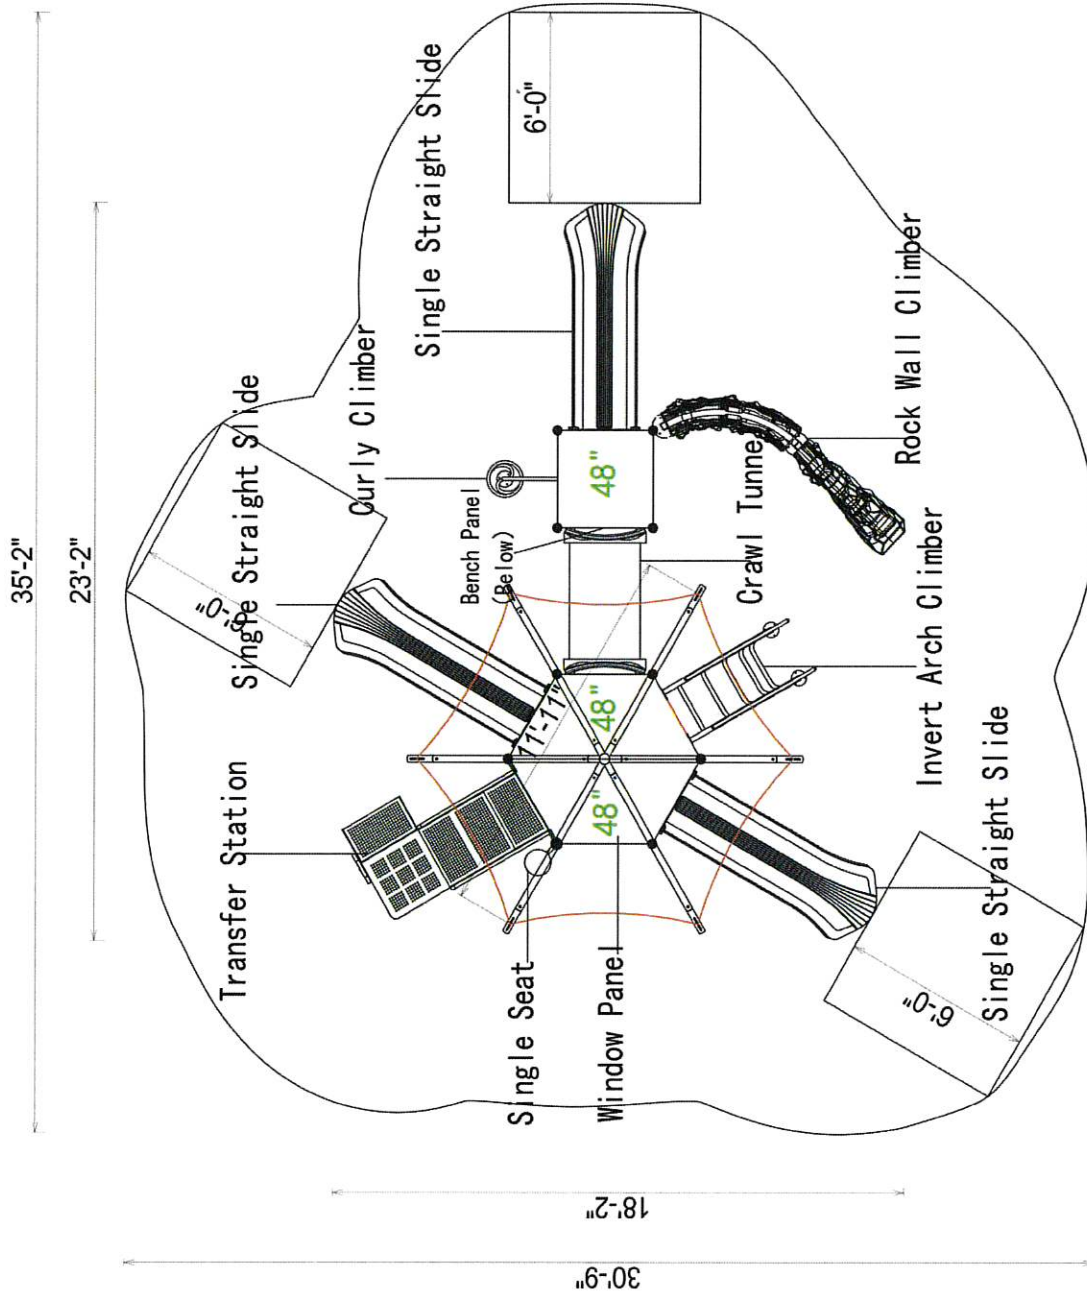 35'-2"
23'-2"
Single Straight Slide
6'-0"
Curly Climber
Single Straight Slide
6'-0"
Bench Panel
(Below)
48"
Rock Wall Climber
Crawl Tunnel
11'-11"
48"
48"
Invert Arch Climber
Transfer Station
Single Seat
Window Panel
Single Straight Slide
6'-0"
18'-2"
30'-9"